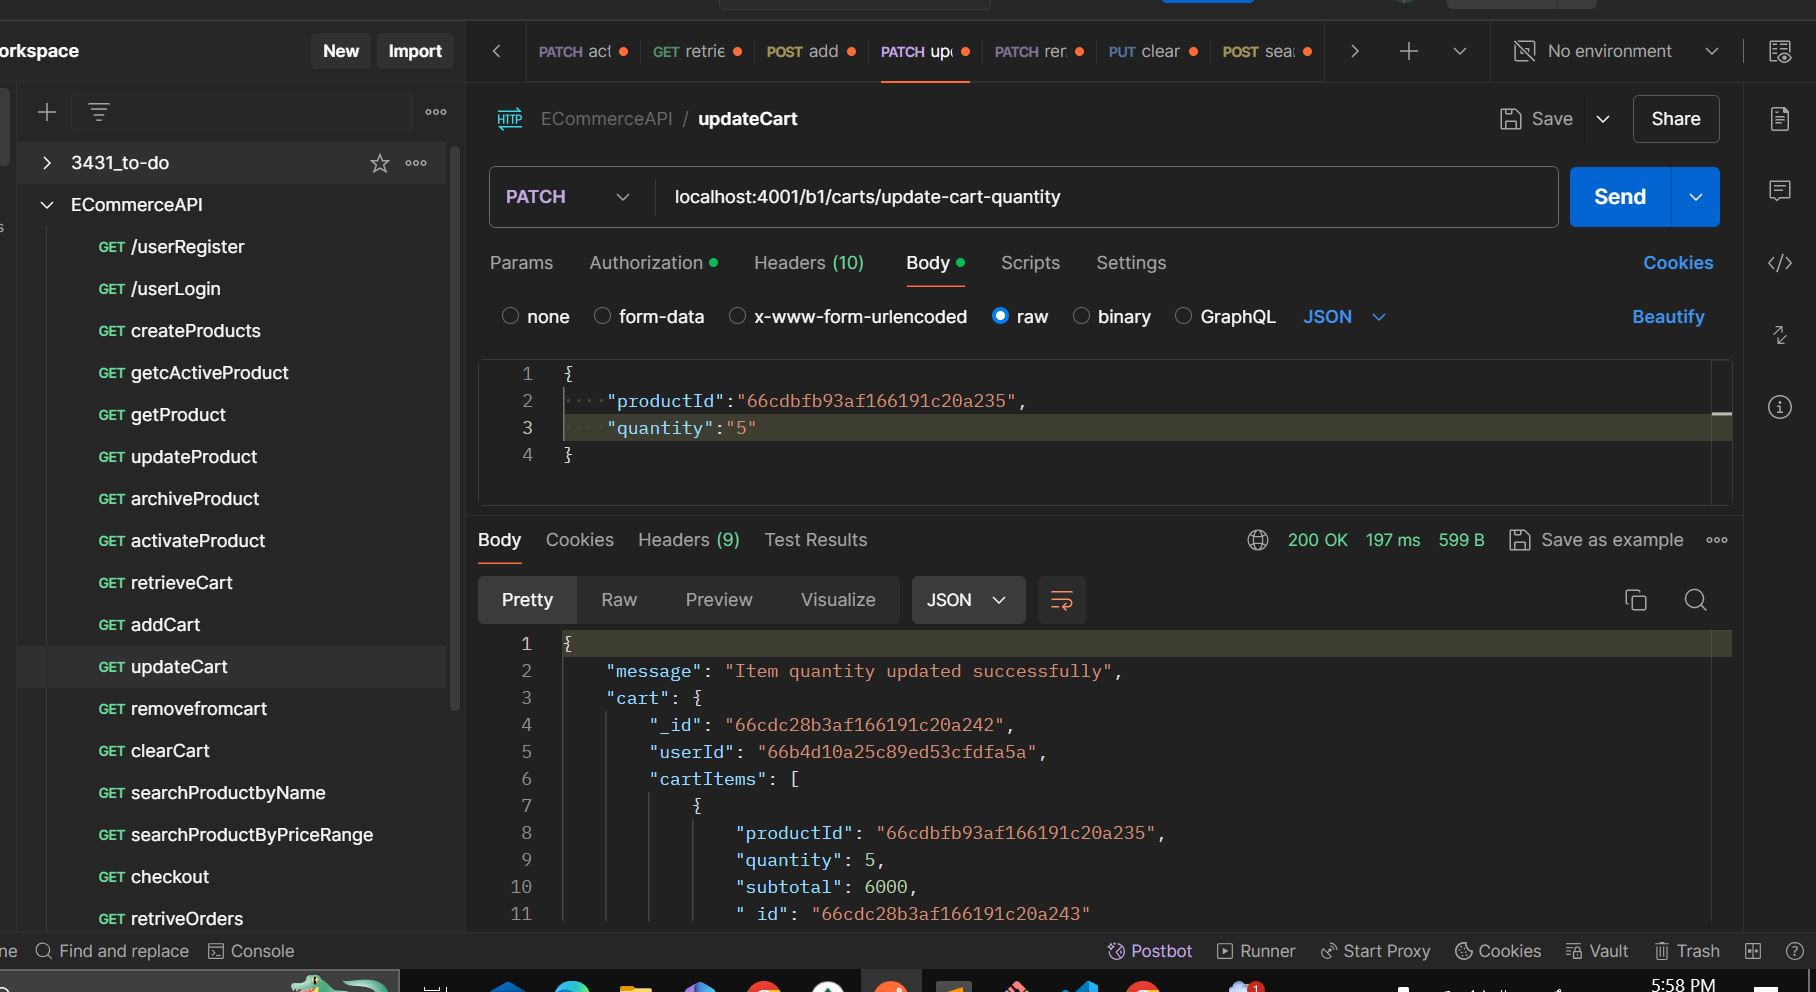 orkspace
New
Import
PATCH act
GET retrie
POST add
PATCH upd
PATCH rer
PUT clear
POST sea
No environment
3431_to-do
ECommerceAPI
GET /userRegister
GET /userLogin
GET createProducts
GET getcActiveProduct
GET getProduct
GET updateProduct
GET archiveProduct
GET activateProduct
GET retrieveCart
GET addCart
GET updateCart
GET removefromcart
GET clearCart
GET searchProductbyName
GET searchProductByPriceRange
GET checkout
GET retriveOrders
HTTP ECommerceAPI / updateCart
Save
Share
PATCH
localhost:4001/b1/carts/update-cart-quantity
Send
Params
Authorization
Headers (10)
Body
Scripts
Settings
Cookies
none
form-data
x-www-form-urlencoded
raw
binary
GraphQL
JSON
Beautify
1 {
2 "productId":"66cdbfb93af166191c20a235",
3 "quantity":"5"
4 }
Body
Cookies
Headers (9)
Test Results
200 OK
197 ms
599 B
Save as example
Pretty
Raw
Preview
Visualize
JSON
1 {
2 "message": "Item quantity updated successfully",
3 "cart": {
4 "_id": "66cdc28b3af166191c20a242",
5 "userId": "66b4d10a25c89ed53cfdfa5a",
6 "cartItems": [
7 {
8 "productId": "66cdbfb93af166191c20a235",
9 "quantity": 5,
10 "subtotal": 6000,
11 "_id": "66cdc28b3af166191c20a243"
ne
Find and replace
Console
Postbot
Runner
Start Proxy
Cookies
Vault
Trash
1
5:58 PM